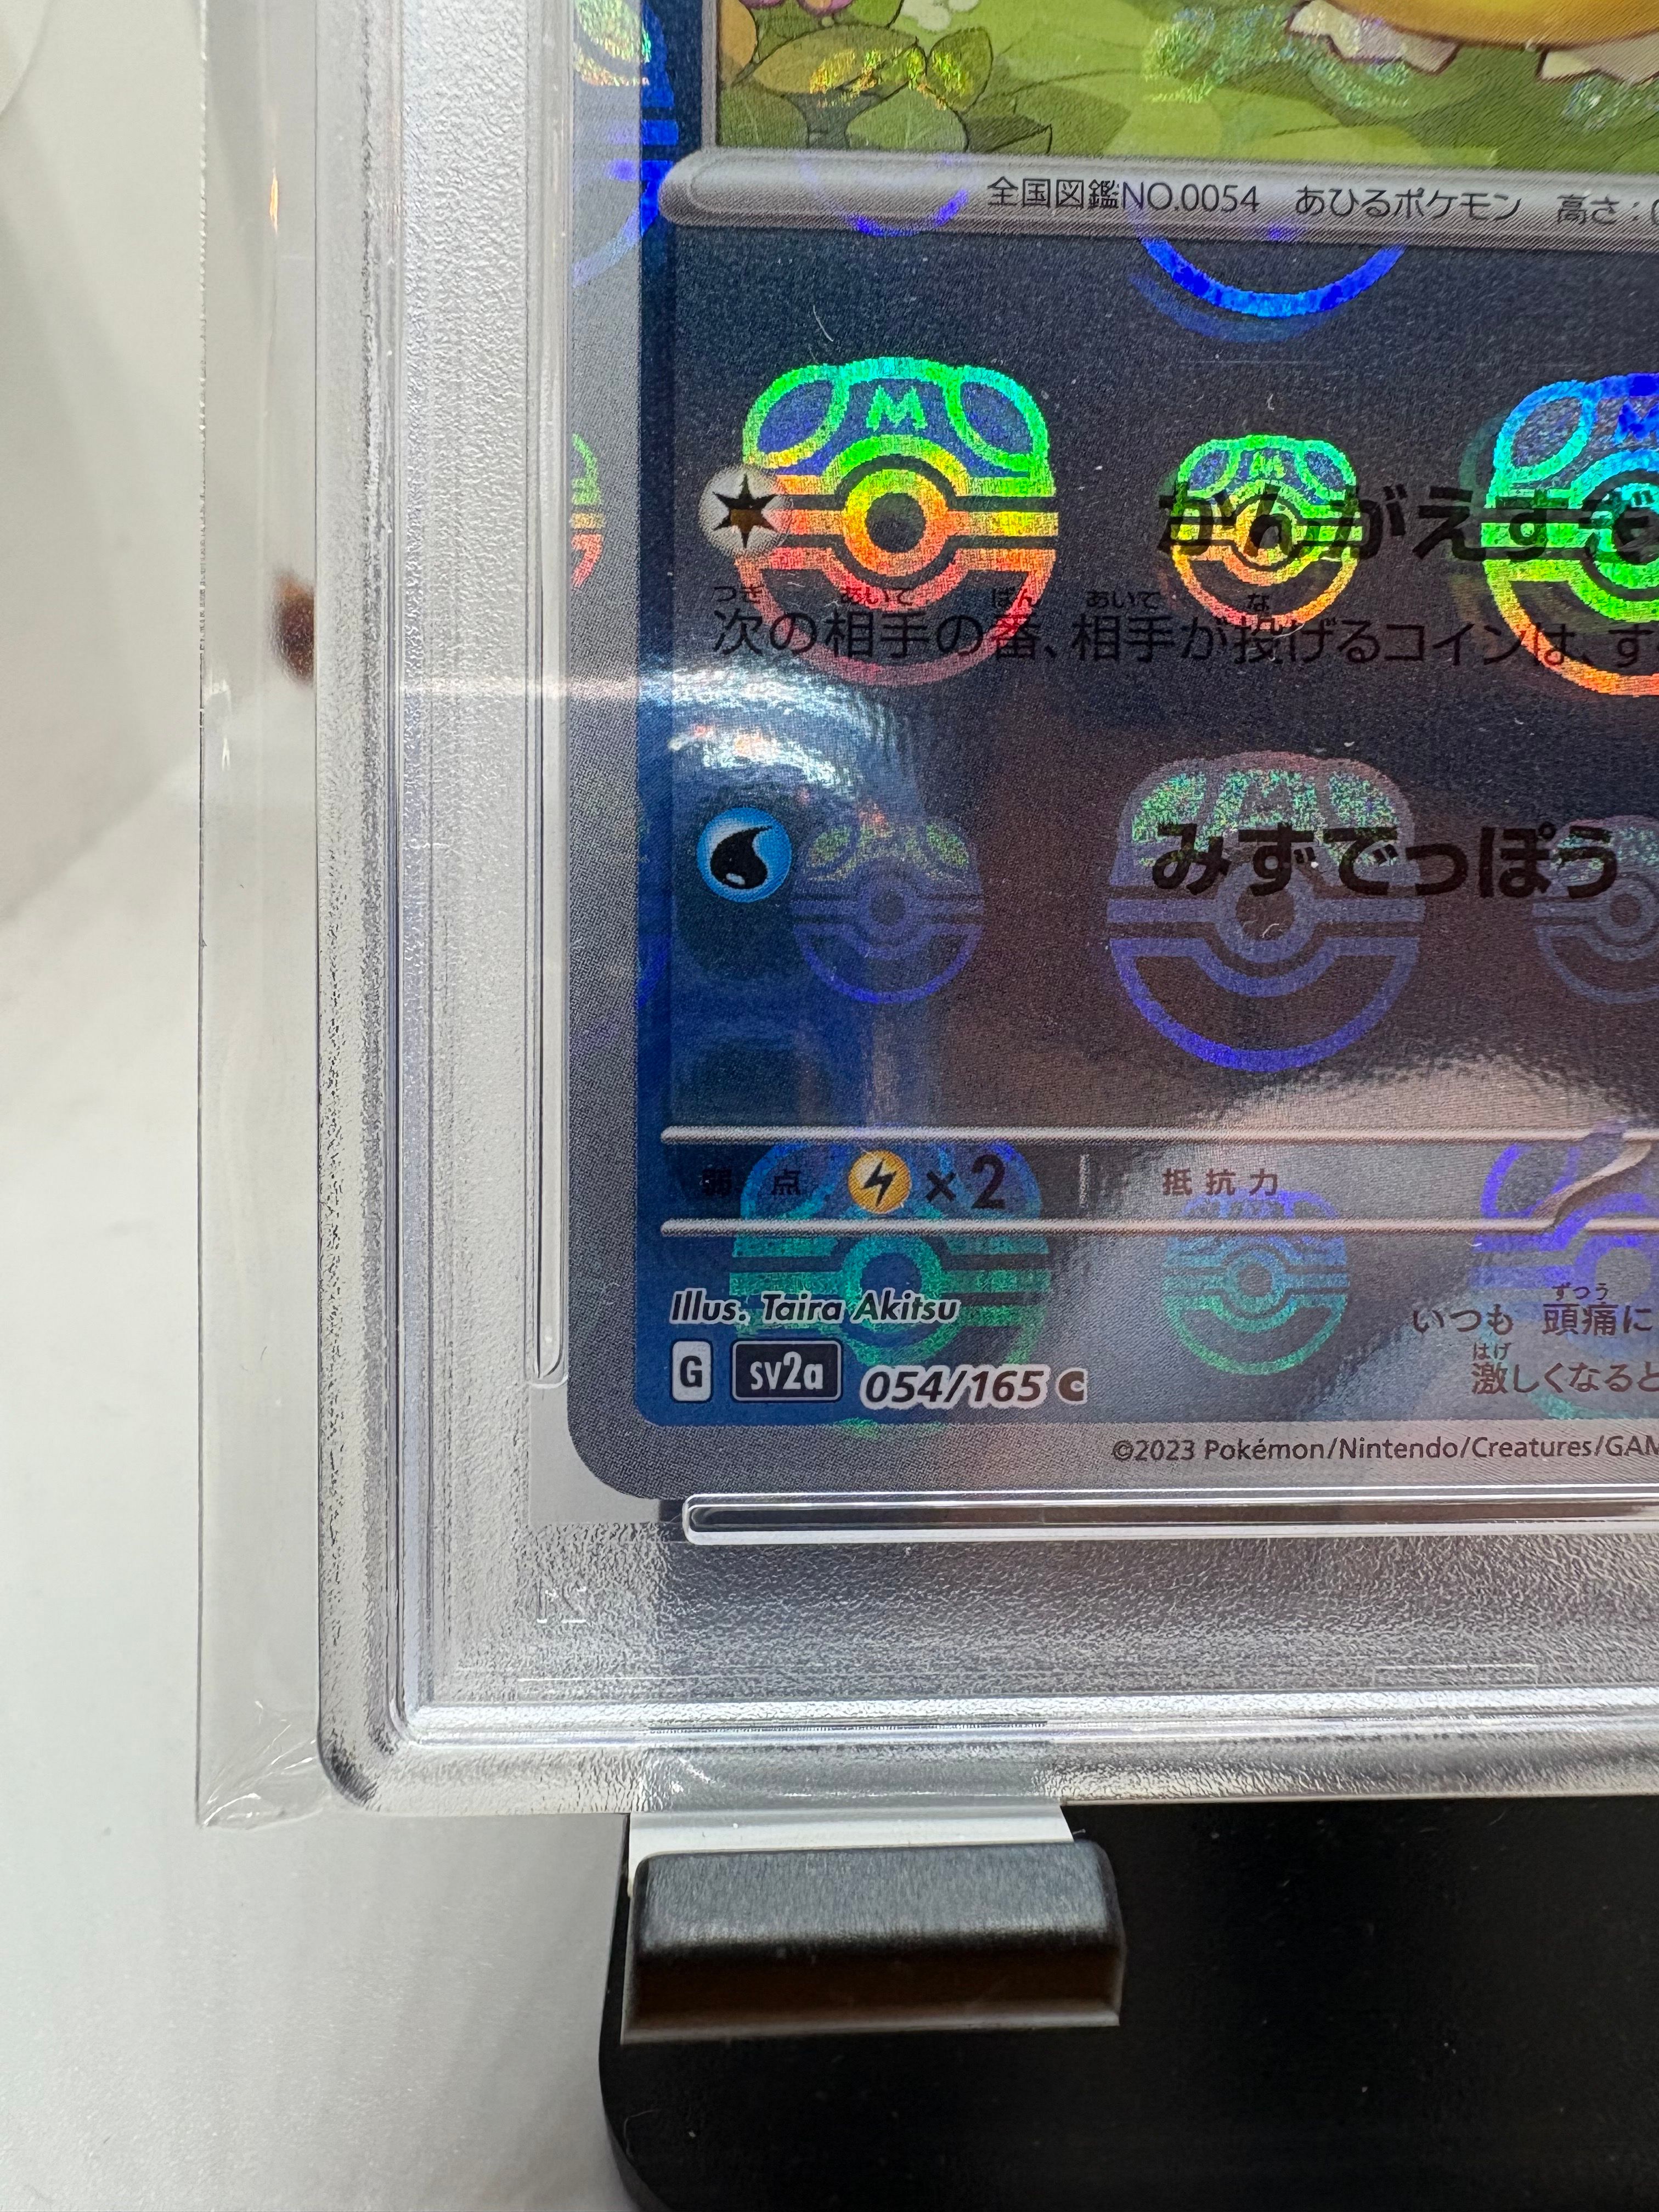 全国図鑑NO.0054 あひるポケモン 高さ：
M M M
かんがえす
つぎ あいて ばん あいて な
次の相手の番、相手が投げるコインは、す
みずでっぽう
弱点 ×2 抵抗力
Illus. Taira Akitsu
G sv2a 054/165 C
ずつう
いつも 頭痛に
はげ
激しくなると
©2023 Pokémon/Nintendo/Creatures/GAM